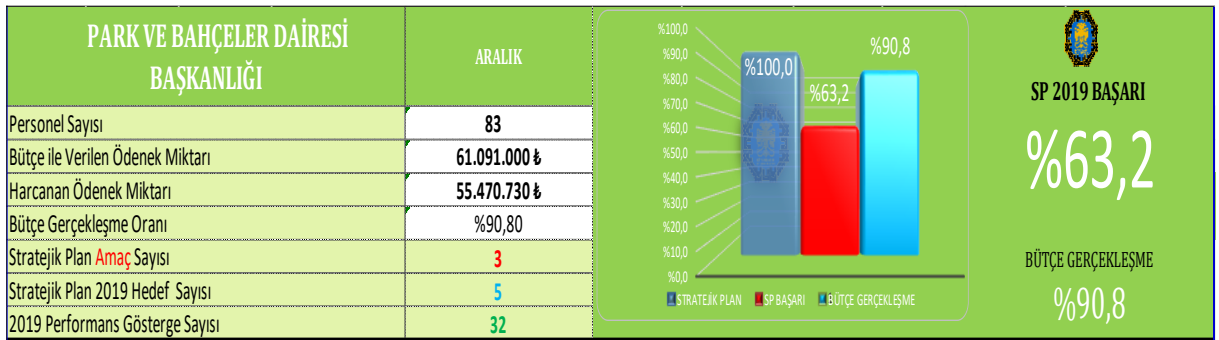 PARK VE BAHÇELER DAİRESİ
BAŞKANLIĞI
ARALIK
Personel Sayısı 83
Bütçe ile Verilen Ödenek Miktarı 61.091.000 ₺
Harcanan Ödenek Miktarı 55.470.730 ₺
Bütçe Gerçekleşme Oranı %90,80
Stratejik Plan Amaç Sayısı 3
Stratejik Plan 2019 Hedef Sayısı 5
2019 Performans Gösterge Sayısı 32
%100,0
%90,0
%80,0
%70,0
%60,0
%50,0
%40,0
%30,0
%20,0
%10,0
%0,0
%100,0
%63,2
%90,8
STRATEJİK PLAN SP BAŞARI BÜTÇE GERÇEKLEŞME
SP 2019 BAŞARI
%63,2
BÜTÇE GERÇEKLEŞME
%90,8